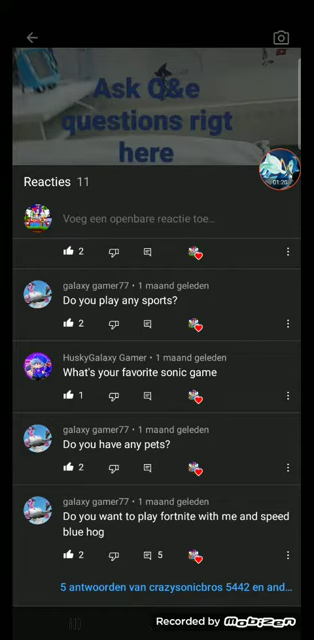 Ask Q&e
questions rigt
here
01:20
Reacties 11
Voeg een openbare reactie toe...
2
galaxy gamer77 • 1 maand geleden
Do you play any sports?
2
HuskyGalaxy Gamer • 1 maand geleden
What's your favorite sonic game
1
galaxy gamer77 • 1 maand geleden
Do you have any pets?
2
galaxy gamer77 • 1 maand geleden
Do you want to play fortnite with me and speed
blue hog
2 5
5 antwoorden van crazysonicbros 5442 en and...
Recorded by mobizen